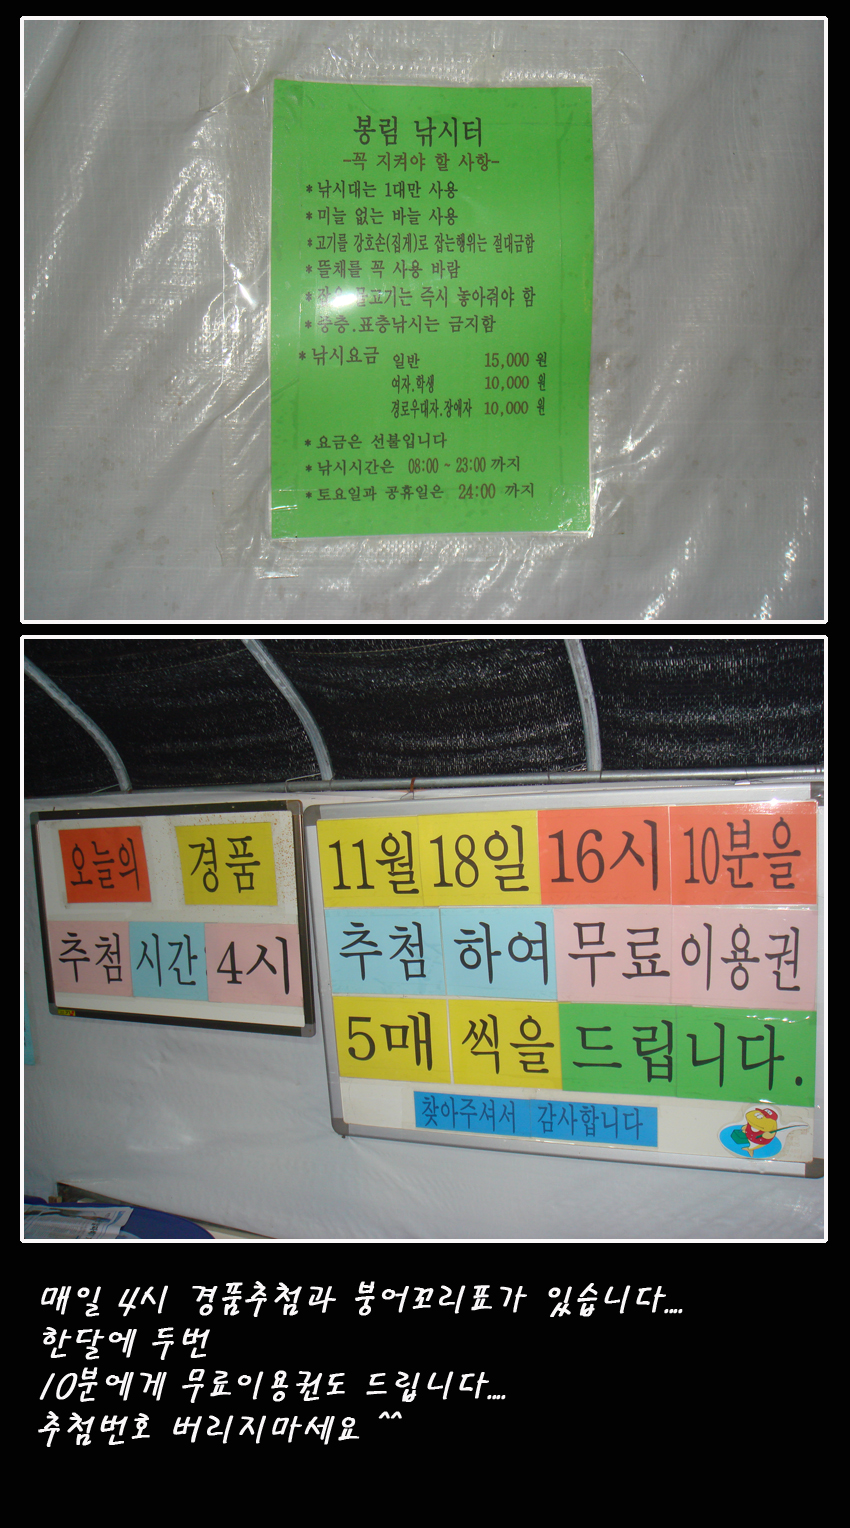 봉림 낚시터
-꼭 지켜야 할 사항-
*낚시대는 1대만 사용
*미늘 없는 바늘 사용
*고기를 강호손(집게)로 잡는행위는 절대금함
*뜰채를 꼭 사용 바람
*잡은 물고기는 즉시 놓아줘야 함
*중층.표층낚시는 금지함
*낚시요금 일반 15,000 원
여자.학생 10,000 원
경로우대자.장애자 10,000 원
*요금은 선불입니다
*낚시시간은 08:00 ~ 23:00 까지
*토요일과 공휴일은 24:00 까지
오늘의 경품
추첨 시간: 4시
11월 18일 16시 10분을
추첨 하여 무료 이용권
5매 씩을 드립니다.
찾아주셔서 감사합니다
매일 4시 경품추첨과 붕어꼬리표가 있습니다....
한달에 두번
10분에게 무료이용권도 드립니다....
추첨번호 버리지마세요 ^^